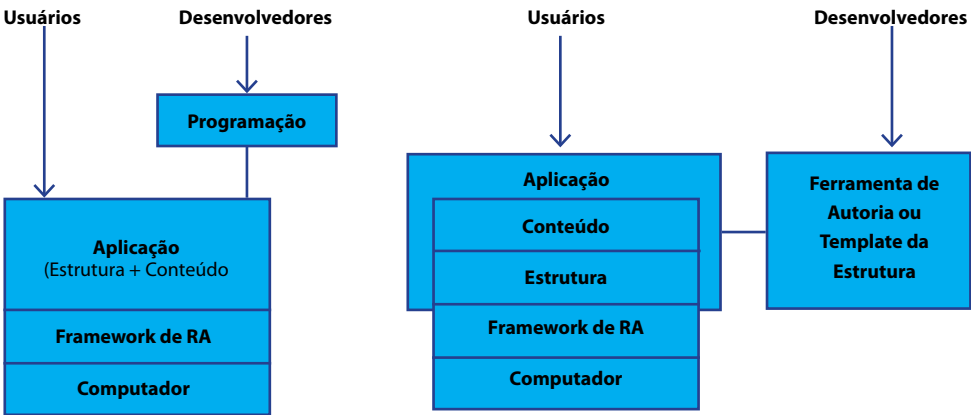 Usuários
Desenvolvedores
Programação
Aplicação
(Estrutura + Conteúdo
Framework de RA
Computador
Usuários
Desenvolvedores
Aplicação
Conteúdo
Estrutura
Framework de RA
Computador
Ferramenta de
Autoria ou
Template da
Estrutura